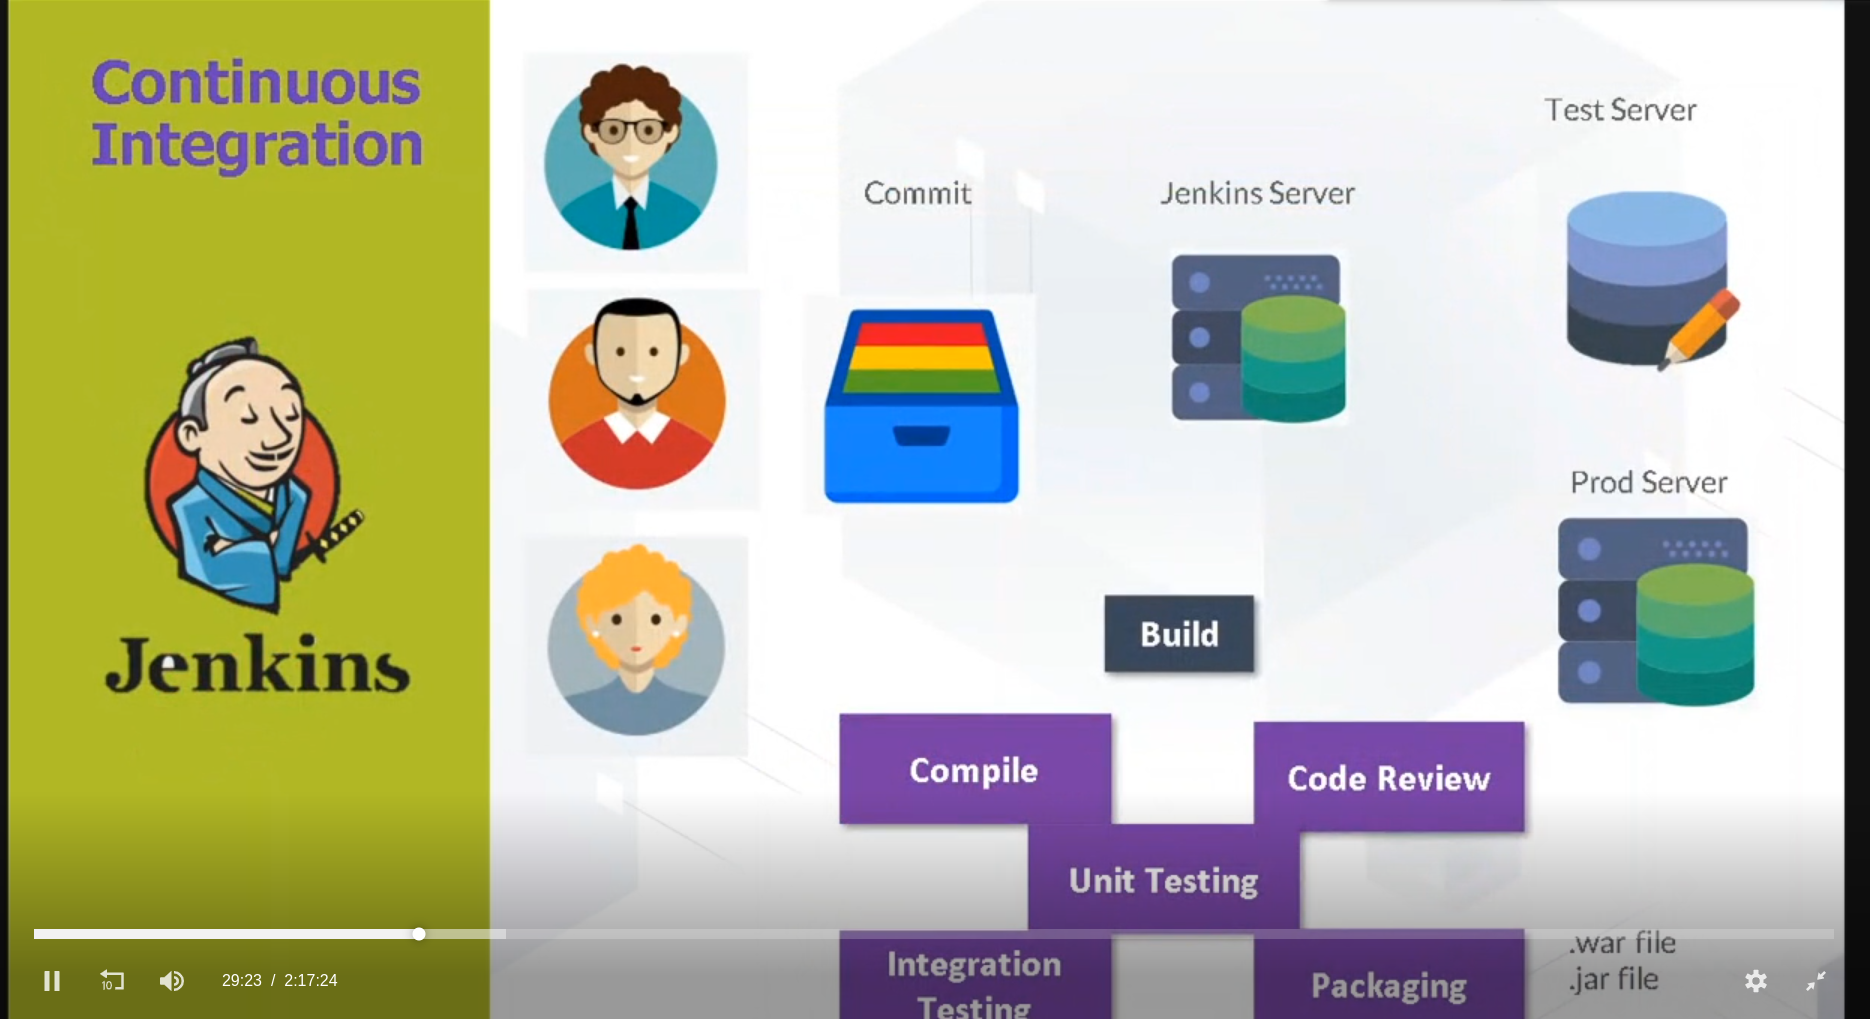 Continuous
Integration
Jenkins
Commit
Jenkins Server
Test Server
Prod Server
Build
Compile
Code Review
Unit Testing
Integration
Testing
Packaging
.war file
.jar file
10
29:23 / 2:17:24